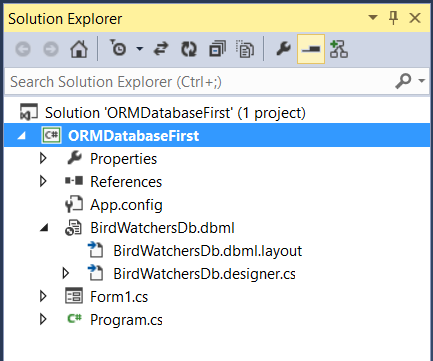 Solution Explorer
Search Solution Explorer (Ctrl+;)
Solution 'ORMDatabaseFirst' (1 project)
C# ORMDatabaseFirst
Properties
References
App.config
BirdWatchersDb.dbml
BirdWatchersDb.dbml.layout
BirdWatchersDb.designer.cs
Form1.cs
C# Program.cs